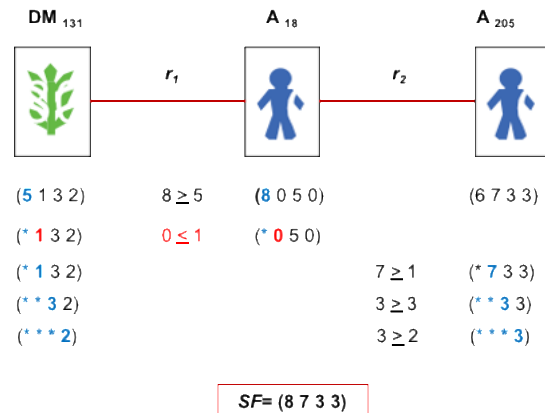 DM 131 A 18 A 205
r1 r2
(5 1 3 2) 8 ≥ 5 (8 0 5 0) (6 7 3 3)
(* 1 3 2) 0 ≤ 1 (* 0 5 0)
(* 1 3 2) 7 ≥ 1 (* 7 3 3)
(* * 3 2) 3 ≥ 3 (* * 3 3)
(* * * 2) 3 ≥ 2 (* * * 3)
SF= (8 7 3 3)